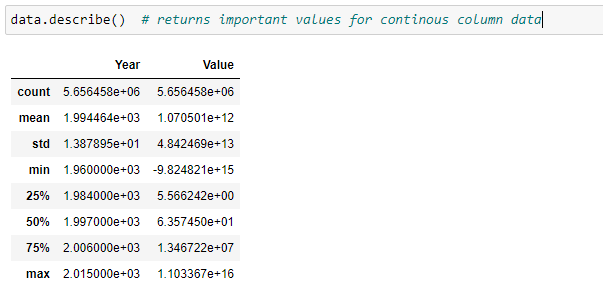 data.describe()  # returns important values for continous column data
Year Value
count 5.656458e+06 5.656458e+06
mean 1.994464e+03 1.070501e+12
std 1.387895e+01 4.842469e+13
min 1.960000e+03 -9.824821e+15
25% 1.984000e+03 5.566242e+00
50% 1.997000e+03 6.357450e+01
75% 2.006000e+03 1.346722e+07
max 2.015000e+03 1.103367e+16